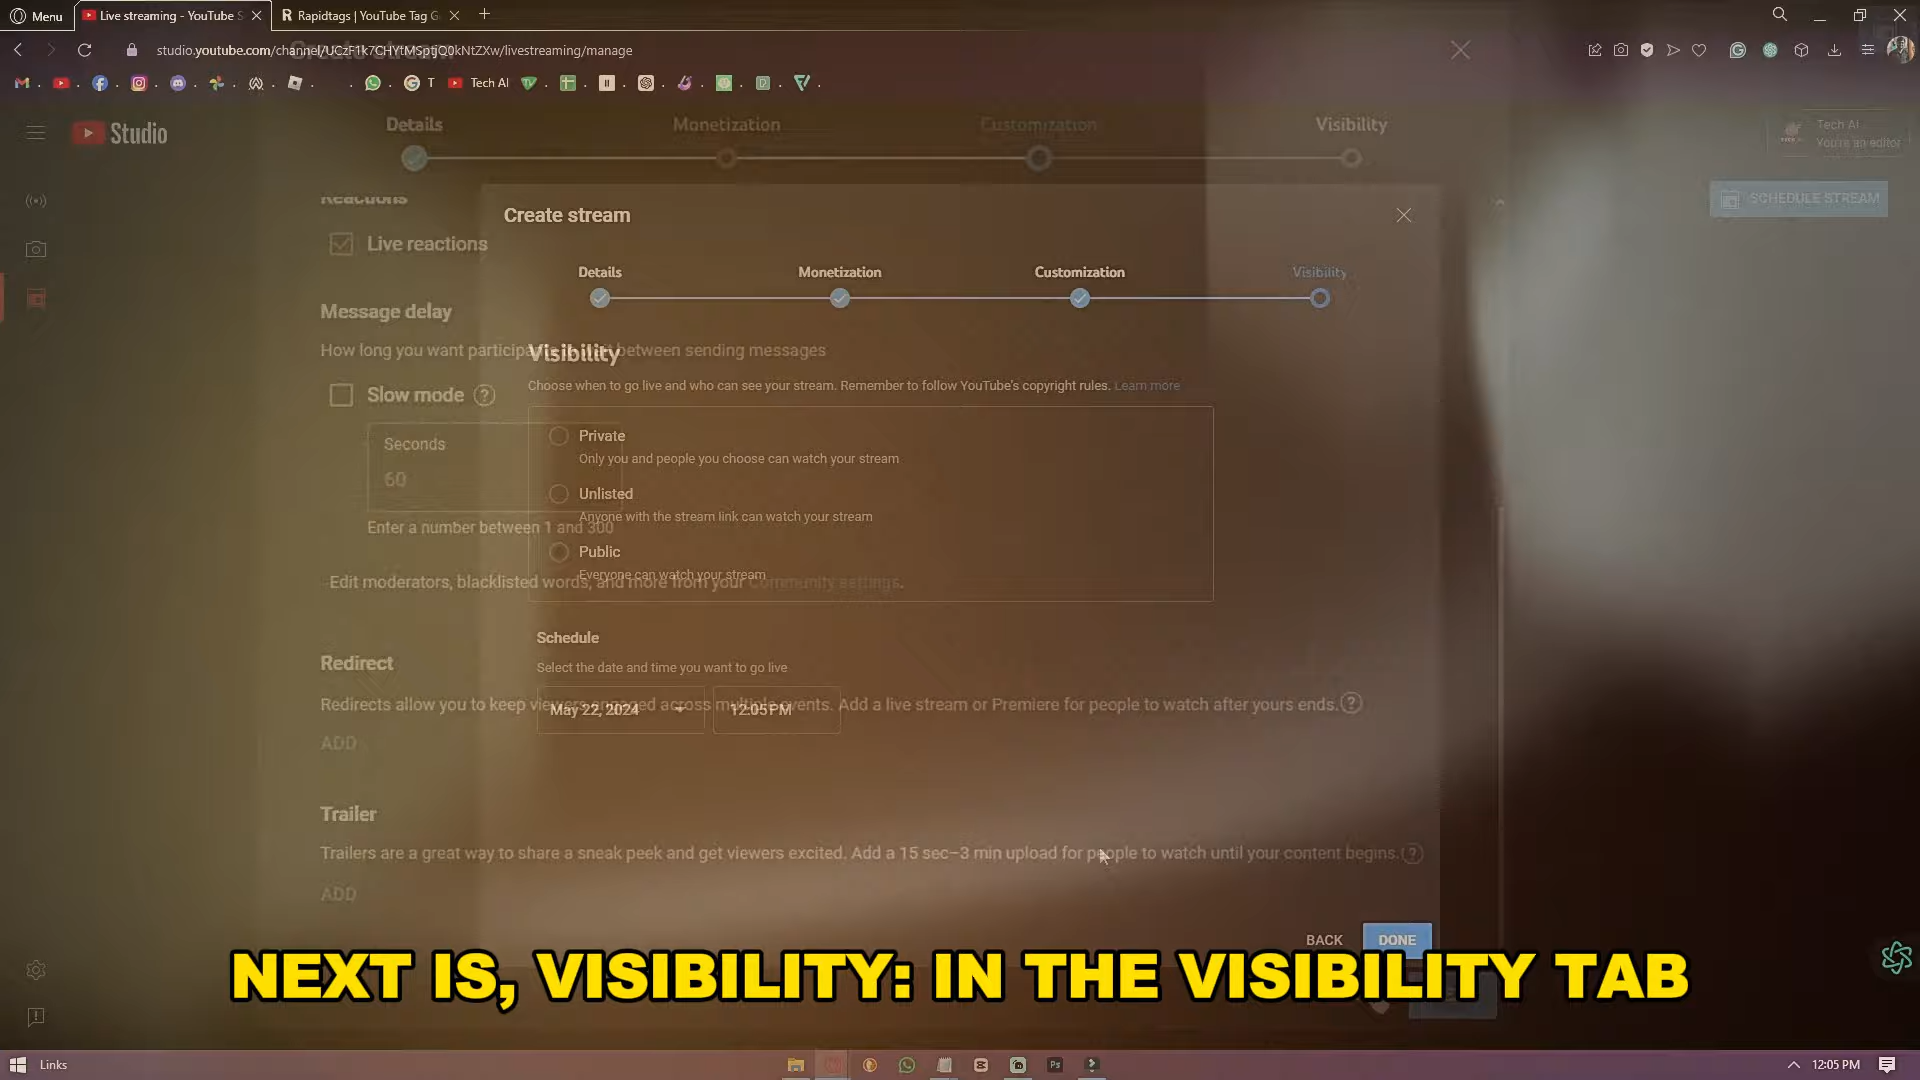 Menu
Live streaming - YouTube S
Rapidtags | YouTube Tag G
studio.youtube.com/channel/UCzF1k7CHYtMSptjQ0kNtZXw/livestreaming/manage
Create stream
T
Tech AI
Studio
Details Monetization Customization Visibility
Tech AI
You're an editor
SCHEDULE STREAM
Reactions
Live reactions
Create stream
Details Monetization Customization Visibility
Message delay
How long you want participants to wait between sending messages
Visibility
Choose when to go live and who can see your stream. Remember to follow YouTube's copyright rules. Learn more
Slow mode
Seconds
60
Enter a number between 1 and 300
Private
Only you and people you choose can watch your stream
Unlisted
Anyone with the stream link can watch your stream
Public
Everyone can watch your stream
Edit moderators, blacklisted words, and more from your Community settings.
Schedule
Select the date and time you want to go live
May 22, 2024
12:05 PM
Redirect
Redirects allow you to keep viewers engaged across multiple events. Add a live stream or Premiere for people to watch after yours ends.
ADD
Trailer
Trailers are a great way to share a sneak peek and get viewers excited. Add a 15 sec–3 min upload for people to watch until your content begins.
ADD
BACK
DONE
NEXT IS, VISIBILITY: IN THE VISIBILITY TAB
Links
Ps
12:05 PM